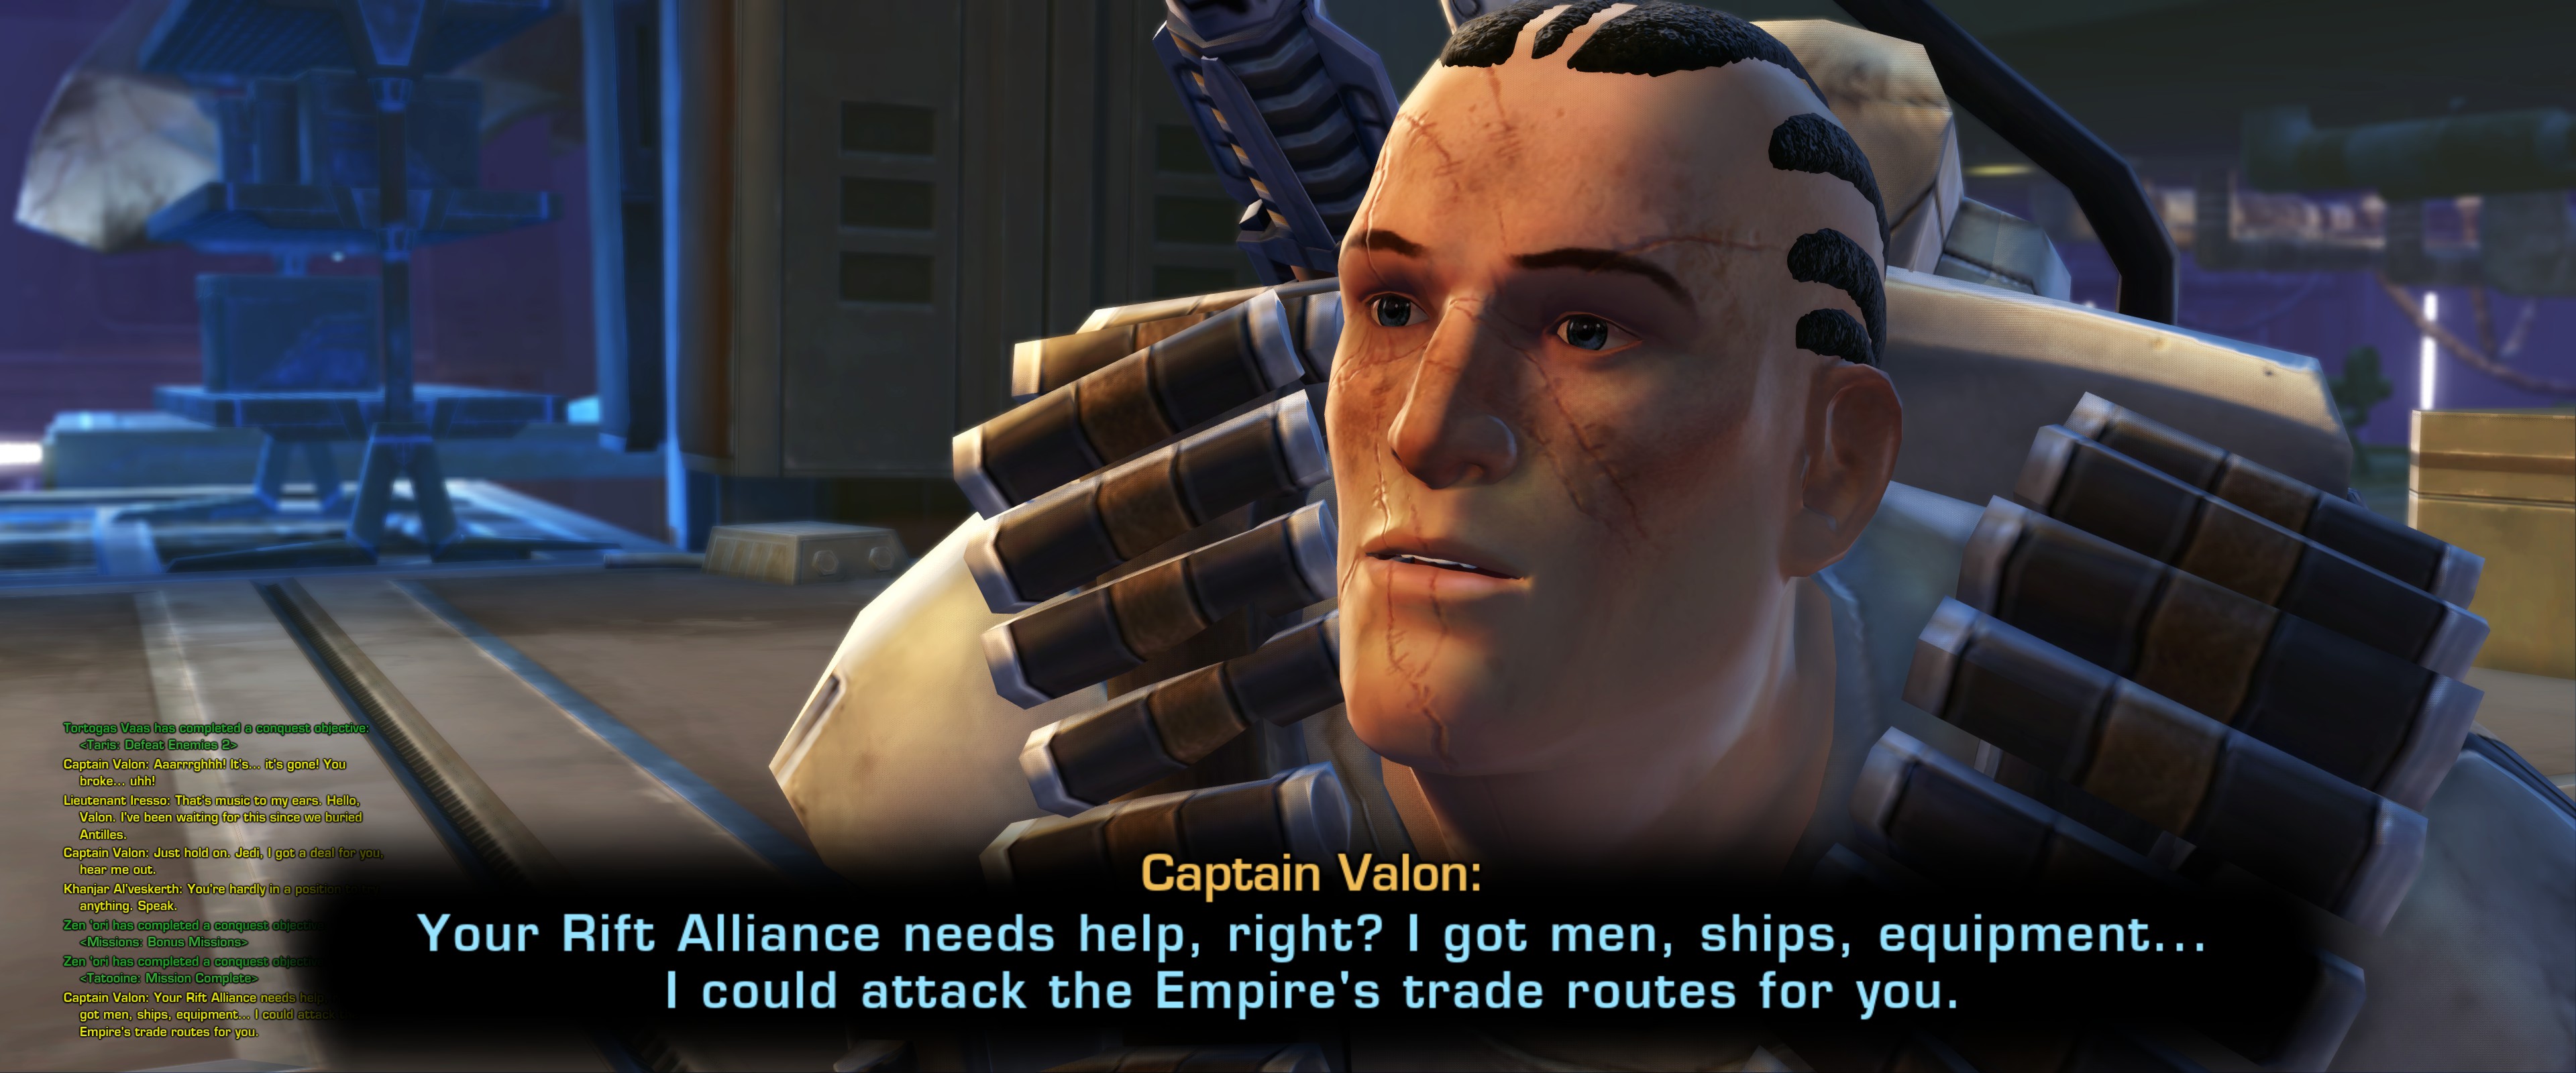 Tortogas Vaas has completed a conquest objective:
<Taris: Defeat Enemies 2>
Captain Valon: Aaarrrghhh! It's... it's gone! You
broke... uhh!
Lieutenant Iresso: That's music to my ears. Hello,
Valon. I've been waiting for this since we buried
Antilles.
Captain Valon: Just hold on. Jedi, I got a deal for you,
hear me out.
Khanjar Al'veskerth: You're hardly in a position
anything. Speak.
Zen 'ori has completed a conquest
<Missions: Bonus Missions>
Zen 'ori has completed a conquest
<Tatooine: Mission Complete>
Captain Valon: Your Rift Alliance needs help,
got men, ships, equipment... I could attack
Empire's trade routes for you.
Captain Valon:
Your Rift Alliance needs help, right? I got men, ships, equipment...
I could attack the Empire's trade routes for you.